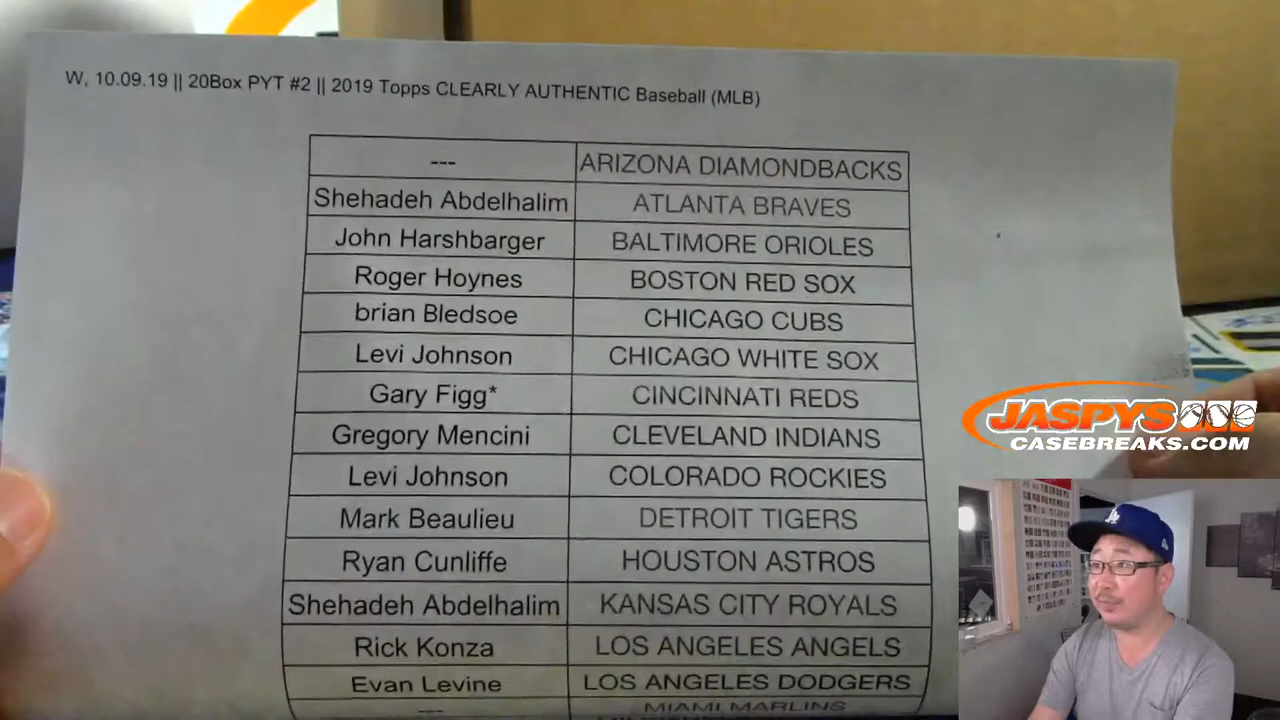 W, 10.09.19 || 20Box PYT #2 || 2019 Topps CLEARLY AUTHENTIC Baseball (MLB)
--- ARIZONA DIAMONDBACKS
Shehadeh Abdelhalim ATLANTA BRAVES
John Harshbarger BALTIMORE ORIOLES
Roger Hoynes BOSTON RED SOX
brian Bledsoe CHICAGO CUBS
Levi Johnson CHICAGO WHITE SOX
Gary Figg* CINCINNATI REDS
Gregory Mencini CLEVELAND INDIANS
Levi Johnson COLORADO ROCKIES
Mark Beaulieu DETROIT TIGERS
Ryan Cunliffe HOUSTON ASTROS
Shehadeh Abdelhalim KANSAS CITY ROYALS
Rick Konza LOS ANGELES ANGELS
Evan Levine LOS ANGELES DODGERS
--- MIAMI MARLINS
JASPYS
CASEBREAKS.COM
LA